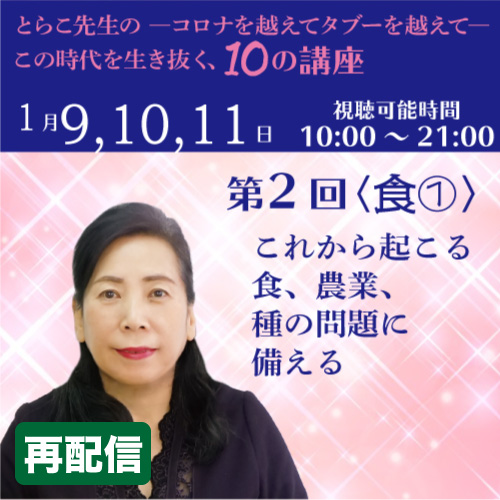 とらこ先生の ―コロナを越えてタブーを越えて―
この時代を生き抜く、10の講座
1月9,10,11日
視聴可能時間
10:00 ～ 21:00
第2回〈食①〉
これから起こる
食、農業、
種の問題に
備える
再配信